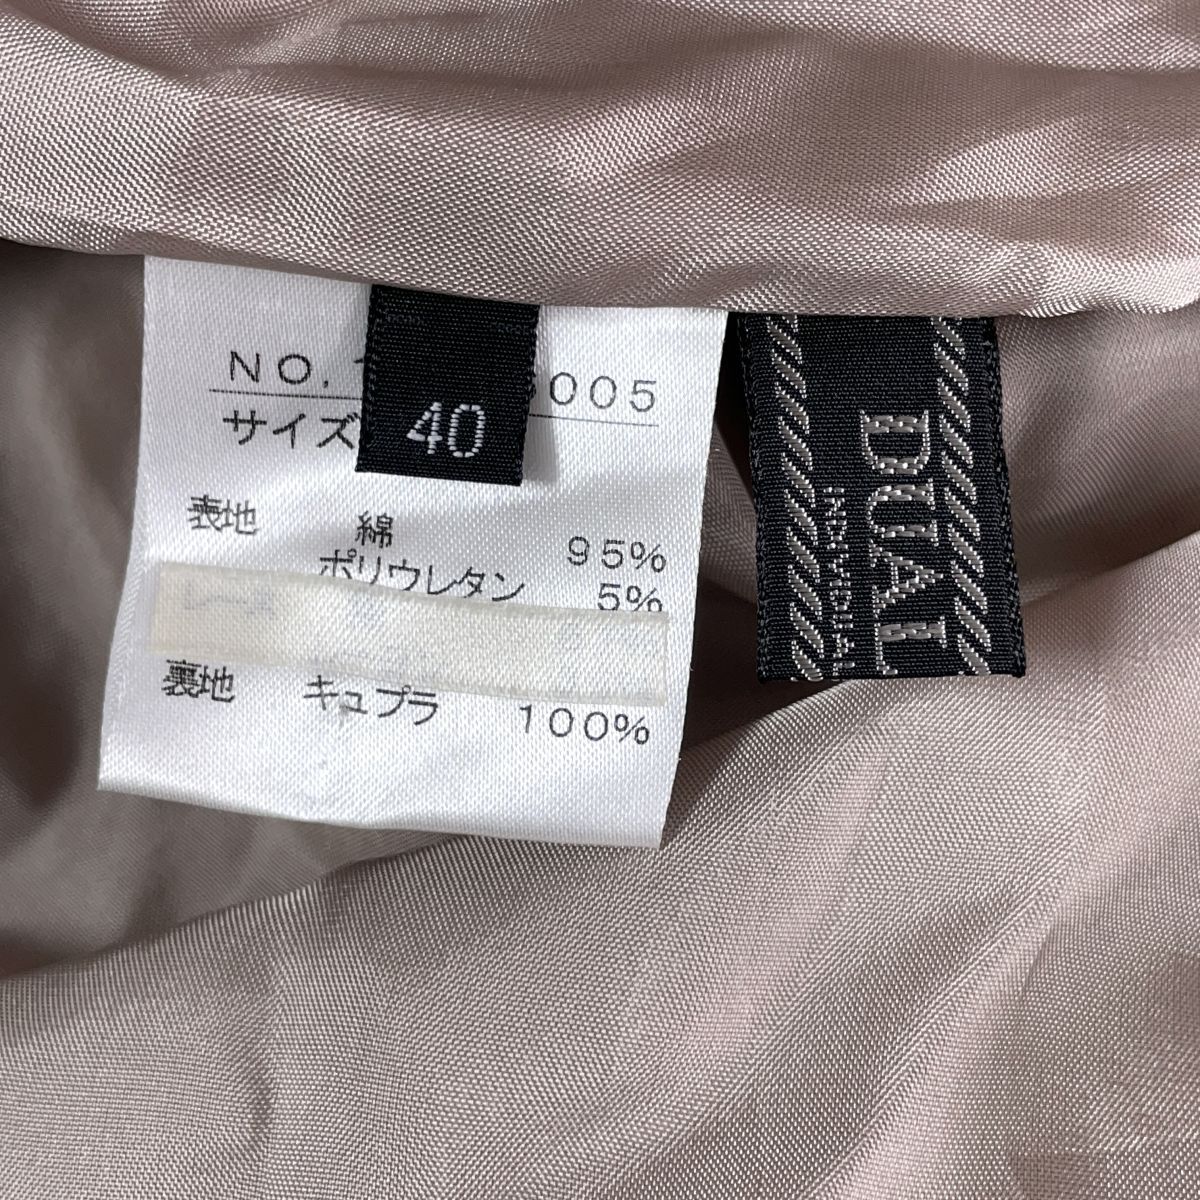 NO. 005
サイズ
40
表地 綿 95%
ポリウレタン 5%
裏地 キュプラ 100%
DUAL